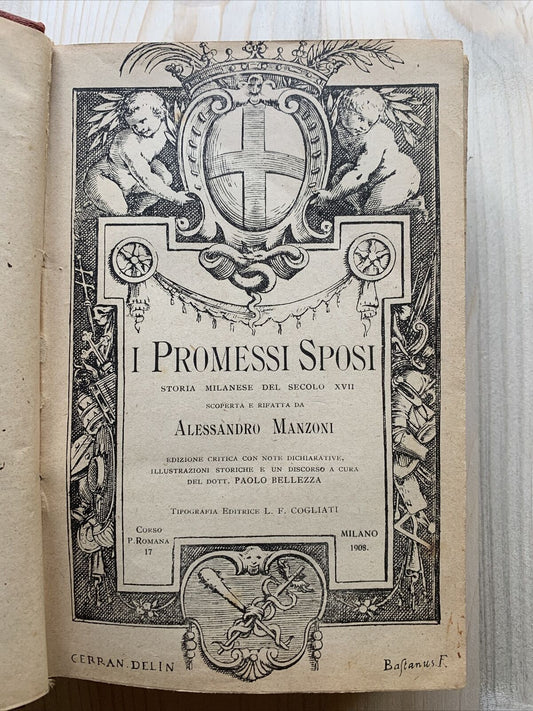 I PROMESSI SPOSI
STORIA MILANESE DEL SECOLO XVII
SCOPERTA E RIFATTA DA
ALESSANDRO MANZONI
EDIZIONE CRITICA CON NOTE DICHIARATIVE,
ILLUSTRAZIONI STORICHE E UN DISCORSO A CURA
DEL DOTT. PAOLO BELLEZZA
TIPOGRAFIA EDITRICE L. F. COGLIATI
CORSO
P. ROMANA
17
MILANO
1908.
CERRAN. DELIN
Baſtanus. F.